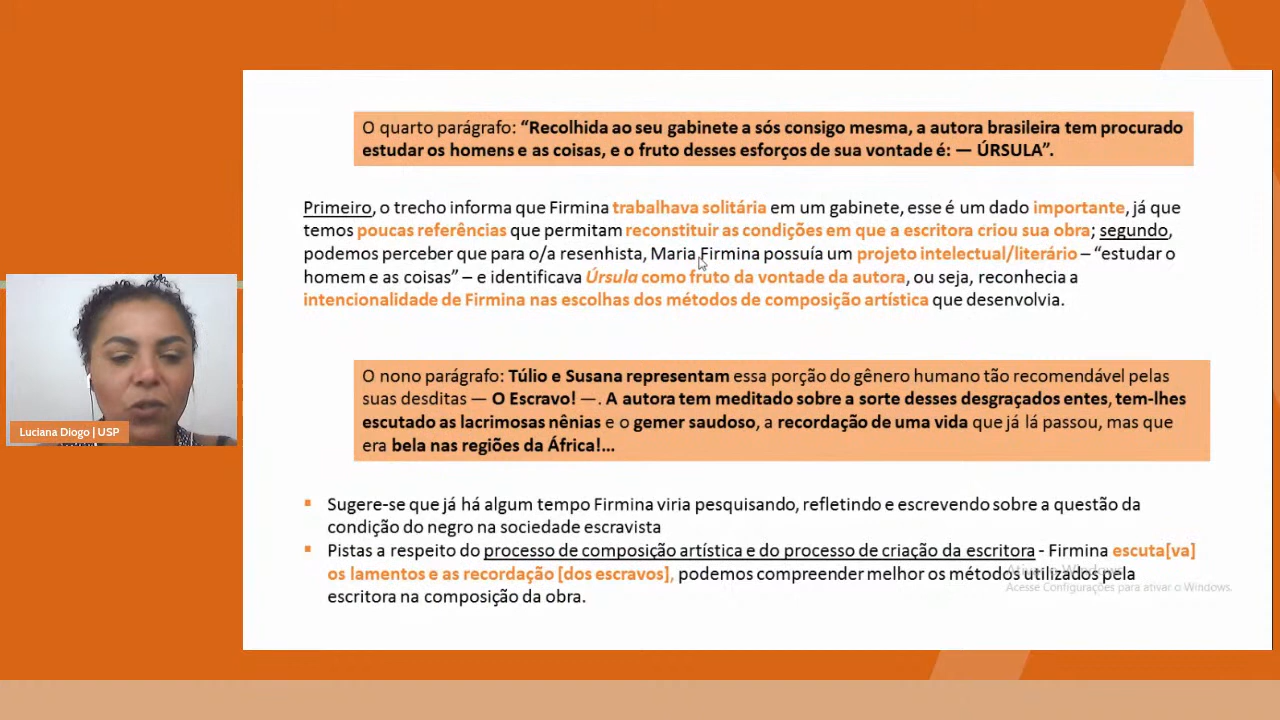 O quarto parágrafo: “Recolhida ao seu gabinete a sós consigo mesma, a autora brasileira tem procurado
estudar os homens e as coisas, e o fruto desses esforços de sua vontade é: — ÚRSULA”.
Primeiro, o trecho informa que Firmina trabalhava solitária em um gabinete, esse é um dado importante, já que
temos poucas referências que permitam reconstituir as condições em que a escritora criou sua obra; segundo,
podemos perceber que para o/a resenhista, Maria Firmina possuía um projeto intelectual/literário – “estudar o
homem e as coisas” – e identificava Úrsula como fruto da vontade da autora, ou seja, reconhecia a
intencionalidade de Firmina nas escolhas dos métodos de composição artística que desenvolvia.
O nono parágrafo: Túlio e Susana representam essa porção do gênero humano tão recomendável pelas
suas desditas — O Escravo! —. A autora tem meditado sobre a sorte desses desgraçados entes, tem-lhes
escutado as lacrimosas nênias e o gemer saudoso, a recordação de uma vida que já lá passou, mas que
era bela nas regiões da África!...
Luciana Diogo | USP
▪ Sugere-se que já há algum tempo Firmina viria pesquisando, refletindo e escrevendo sobre a questão da
condição do negro na sociedade escravista
▪ Pistas a respeito do processo de composição artística e do processo de criação da escritora - Firmina escuta[va]
os lamentos e as recordação [dos escravos], podemos compreender melhor os métodos utilizados pela
escritora na composição da obra.
Ativar o Windows
Acesse Configurações para ativar o Windows.